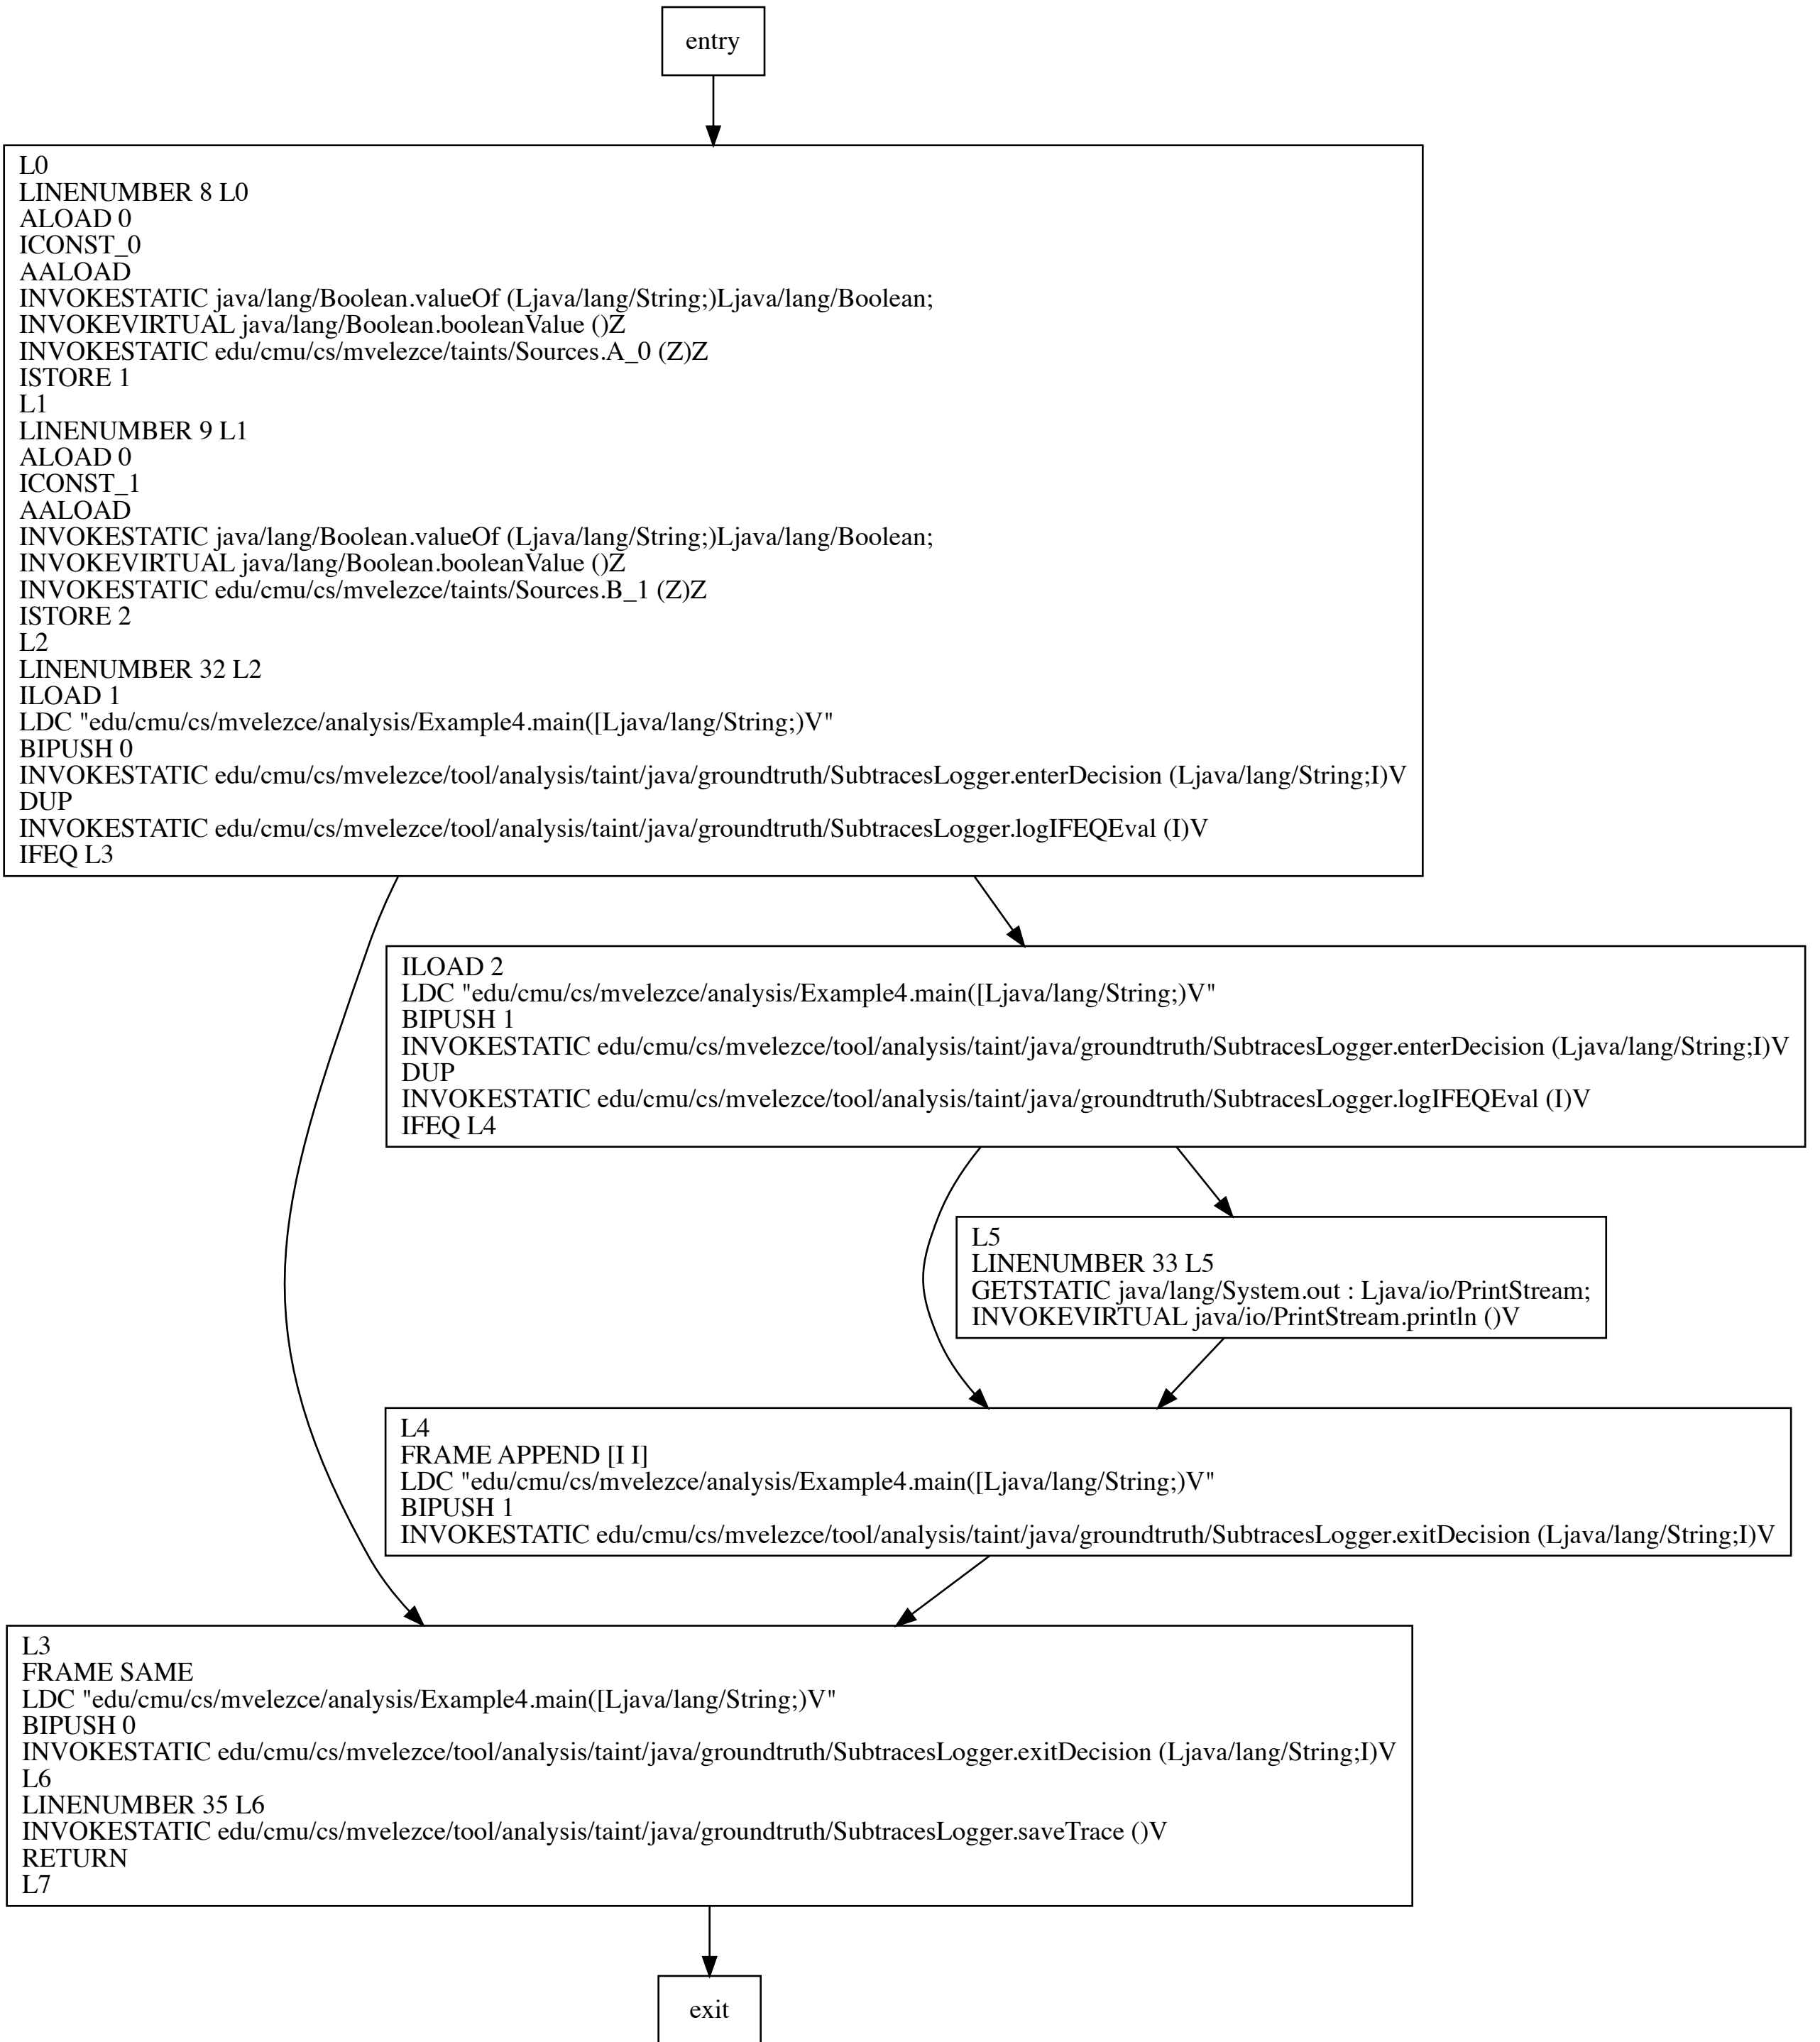 entry
L0
LINENUMBER 8 L0
ALOAD 0
ICONST_0
AALOAD
INVOKESTATIC java/lang/Boolean.valueOf (Ljava/lang/String;)Ljava/lang/Boolean;
INVOKEVIRTUAL java/lang/Boolean.booleanValue ()Z
INVOKESTATIC edu/cmu/cs/mvelezce/taints/Sources.A_0 (Z)Z
ISTORE 1
L1
LINENUMBER 9 L1
ALOAD 0
ICONST_1
AALOAD
INVOKESTATIC java/lang/Boolean.valueOf (Ljava/lang/String;)Ljava/lang/Boolean;
INVOKEVIRTUAL java/lang/Boolean.booleanValue ()Z
INVOKESTATIC edu/cmu/cs/mvelezce/taints/Sources.B_1 (Z)Z
ISTORE 2
L2
LINENUMBER 32 L2
ILOAD 1
LDC "edu/cmu/cs/mvelezce/analysis/Example4.main([Ljava/lang/String;)V"
BIPUSH 0
INVOKESTATIC edu/cmu/cs/mvelezce/tool/analysis/taint/java/groundtruth/SubtracesLogger.enterDecision (Ljava/lang/String;I)V
DUP
INVOKESTATIC edu/cmu/cs/mvelezce/tool/analysis/taint/java/groundtruth/SubtracesLogger.logIFEQEval (I)V
IFEQ L3
ILOAD 2
LDC "edu/cmu/cs/mvelezce/analysis/Example4.main([Ljava/lang/String;)V"
BIPUSH 1
INVOKESTATIC edu/cmu/cs/mvelezce/tool/analysis/taint/java/groundtruth/SubtracesLogger.enterDecision (Ljava/lang/String;I)V
DUP
INVOKESTATIC edu/cmu/cs/mvelezce/tool/analysis/taint/java/groundtruth/SubtracesLogger.logIFEQEval (I)V
IFEQ L4
L5
LINENUMBER 33 L5
GETSTATIC java/lang/System.out : Ljava/io/PrintStream;
INVOKEVIRTUAL java/io/PrintStream.println ()V
L4
FRAME APPEND [I I]
LDC "edu/cmu/cs/mvelezce/analysis/Example4.main([Ljava/lang/String;)V"
BIPUSH 1
INVOKESTATIC edu/cmu/cs/mvelezce/tool/analysis/taint/java/groundtruth/SubtracesLogger.exitDecision (Ljava/lang/String;I)V
L3
FRAME SAME
LDC "edu/cmu/cs/mvelezce/analysis/Example4.main([Ljava/lang/String;)V"
BIPUSH 0
INVOKESTATIC edu/cmu/cs/mvelezce/tool/analysis/taint/java/groundtruth/SubtracesLogger.exitDecision (Ljava/lang/String;I)V
L6
LINENUMBER 35 L6
INVOKESTATIC edu/cmu/cs/mvelezce/tool/analysis/taint/java/groundtruth/SubtracesLogger.saveTrace ()V
RETURN
L7
exit